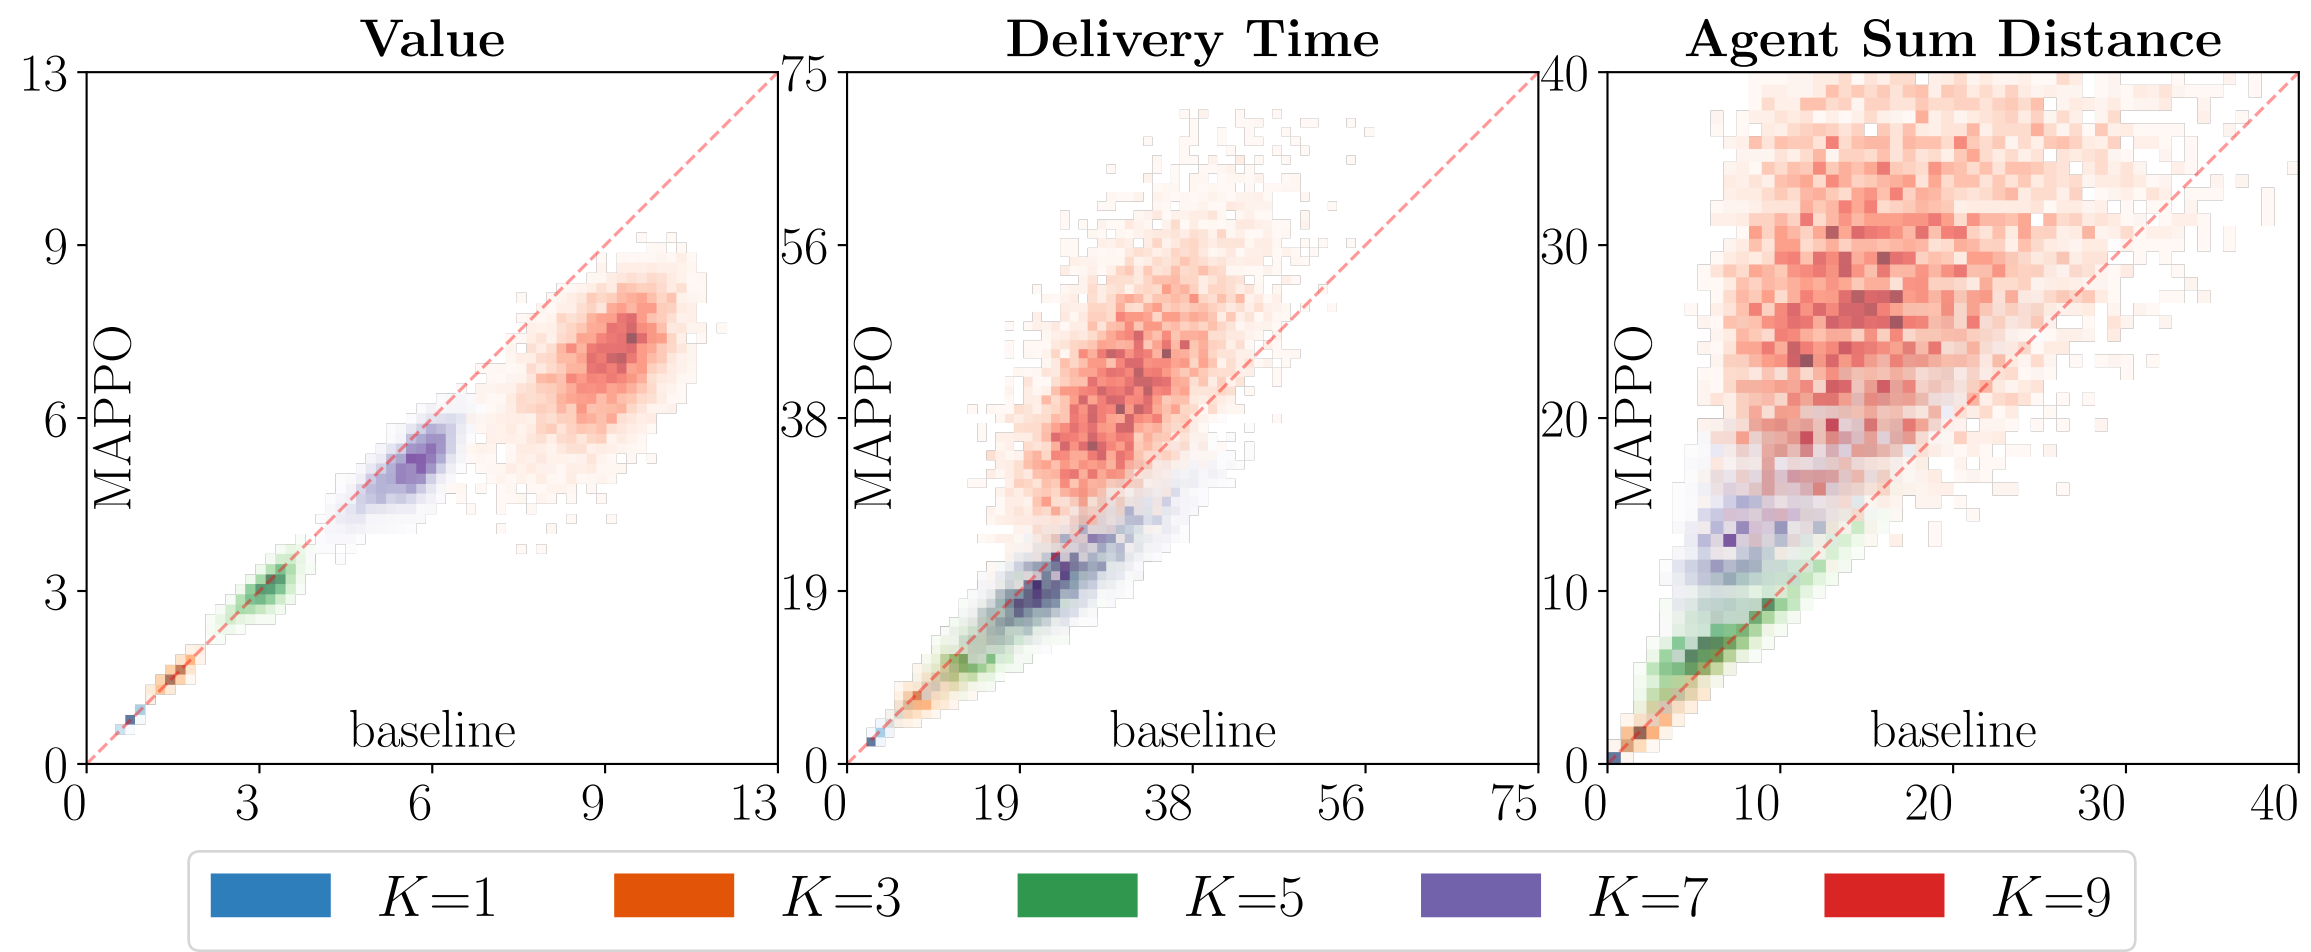 Value
13
9
6
3
0
MAPPO
baseline
0 3 6 9 13
Delivery Time
75
56
38
19
0
MAPPO
baseline
0 19 38 56 75
Agent Sum Distance
40
30
20
10
0
MAPPO
baseline
0 10 20 30 40
K=1 K=3 K=5 K=7 K=9